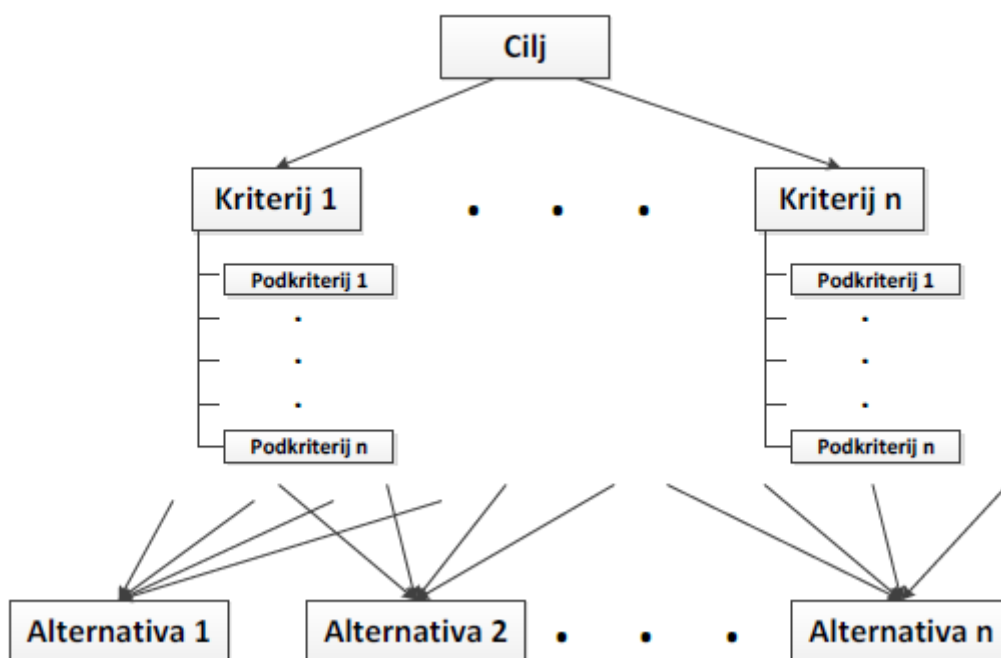 Cilj
Kriterij 1 . . . Kriterij n
Podkriterij 1 Podkriterij 1
. .
. .
. .
Podkriterij n Podkriterij n
Alternativa 1 Alternativa 2 . . . Alternativa n